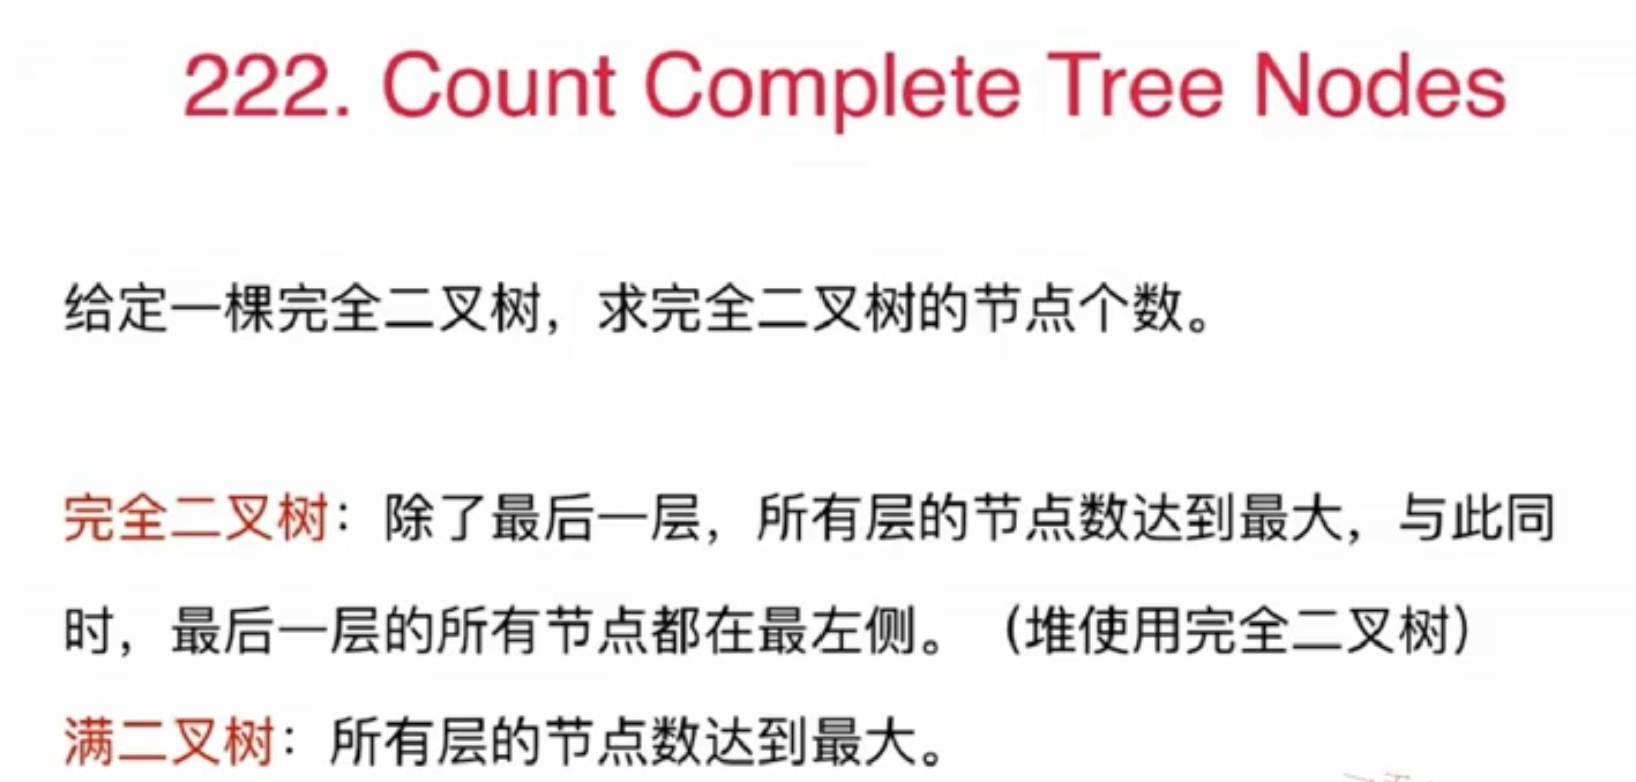 222. Count Complete Tree Nodes
给定一棵完全二叉树，求完全二叉树的节点个数。
完全二叉树：除了最后一层，所有层的节点数达到最大，与此同
时，最后一层的所有节点都在最左侧。（堆使用完全二叉树）
满二叉树：所有层的节点数达到最大。